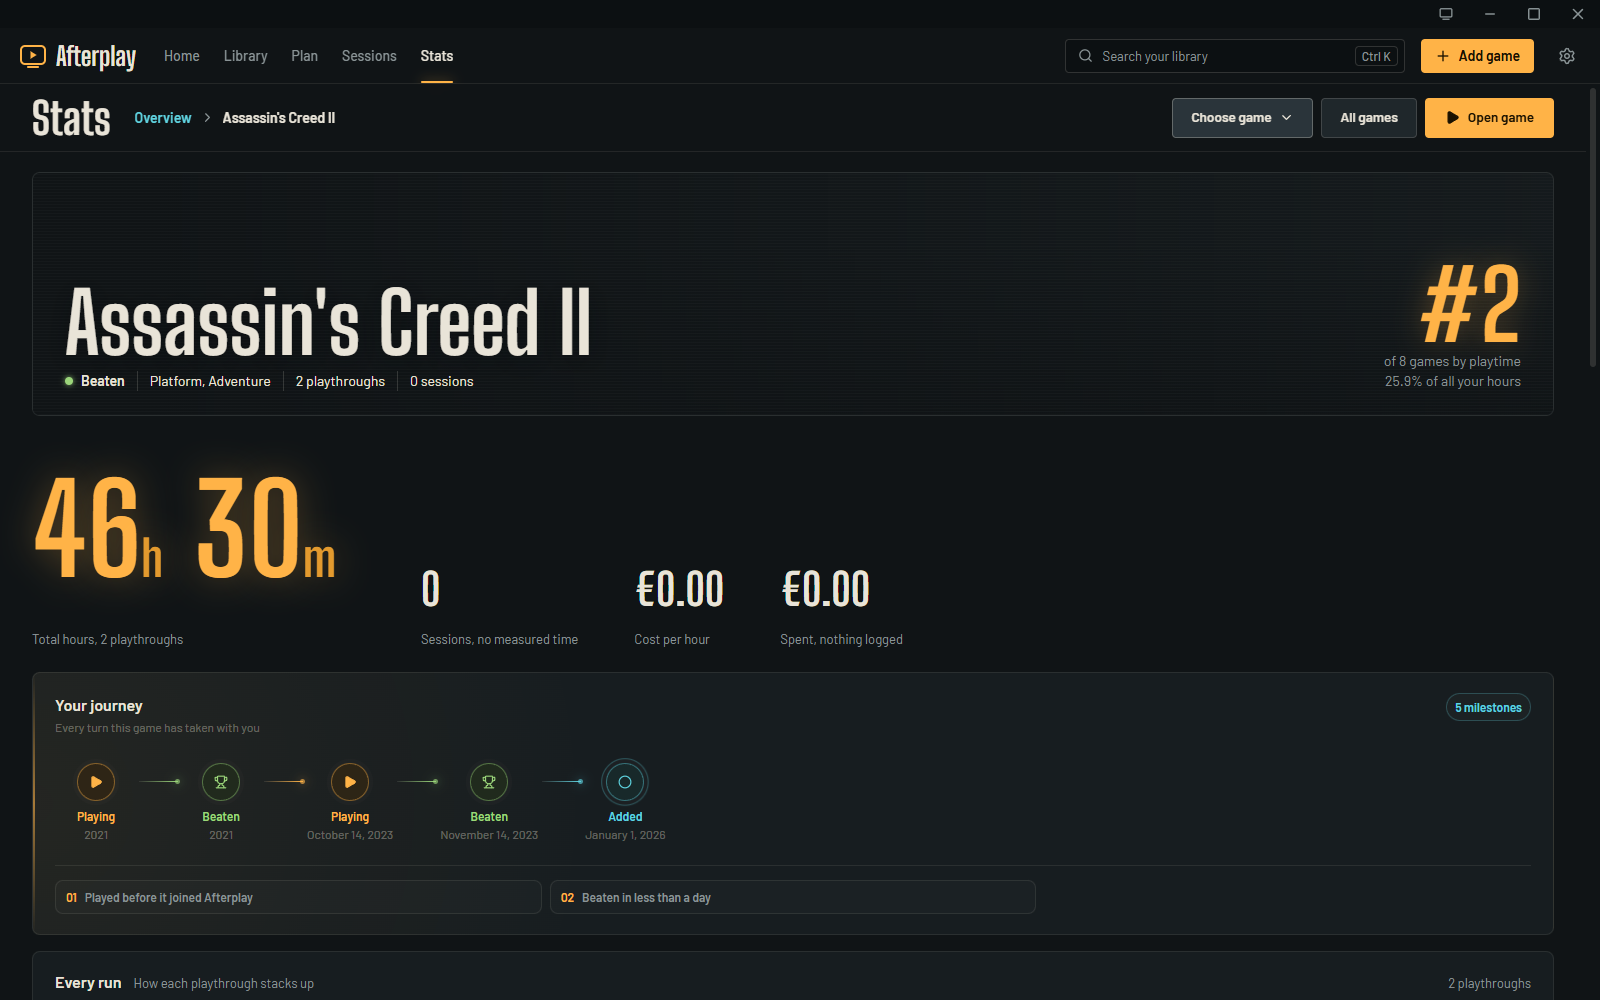 Afterplay
Home
Library
Plan
Sessions
Stats
Search your library
Ctrl K
Add game
Stats
Overview
Assassin's Creed II
Choose game
All games
Open game
Assassin's Creed II
Beaten
Platform, Adventure
2 playthroughs
0 sessions
#2
of 8 games by playtime
25.9% of all your hours
46h 30m
Total hours, 2 playthroughs
0
Sessions, no measured time
€0.00
Cost per hour
€0.00
Spent, nothing logged
Your journey
Every turn this game has taken with you
5 milestones
Playing
2021
Beaten
2021
Playing
October 14, 2023
Beaten
November 14, 2023
Added
January 1, 2026
01 Played before it joined Afterplay
02 Beaten in less than a day
Every run
How each playthrough stacks up
2 playthroughs